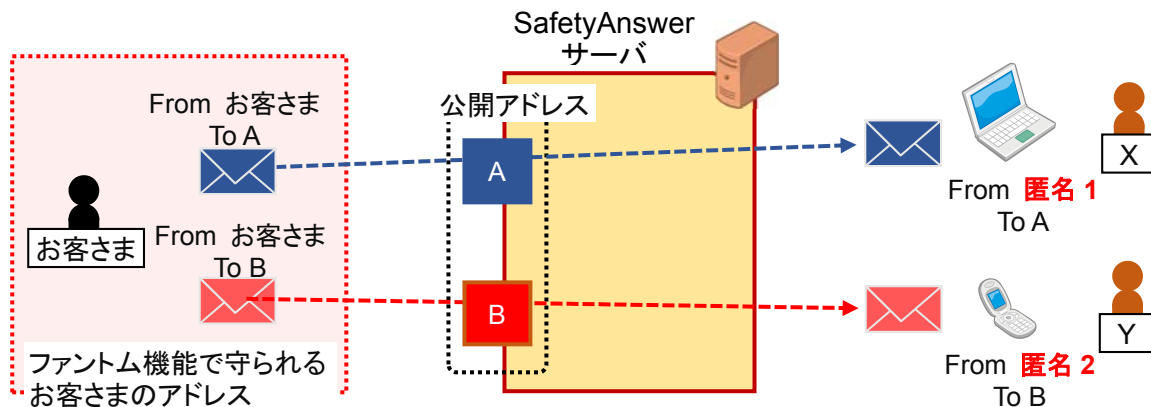 SafetyAnswer
サーバ
From お客さま
To A
公開アドレス
A
X
From 匿名 1
To A
お客さま
From お客さま
To B
B
Y
From 匿名 2
To B
ファントム機能で守られる
お客さまのアドレス